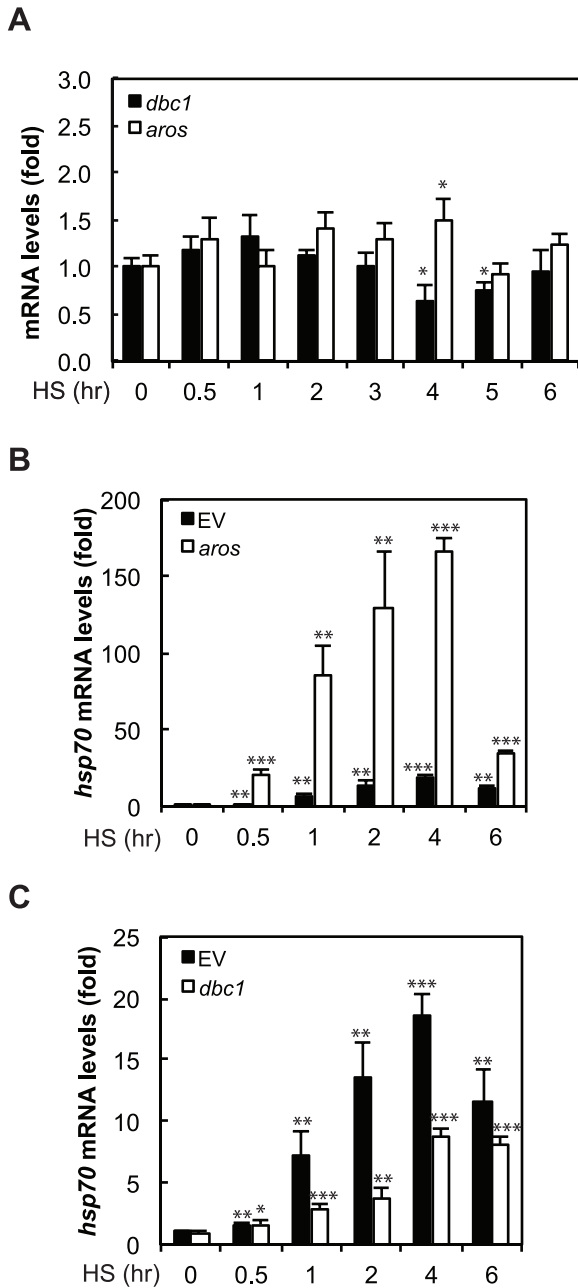 A
mRNA levels (fold)
3.0
2.5
2.0
1.5
1.0
0.5
0.0
dbc1
aros
* * *
HS (hr) 0 0.5 1 2 3 4 5 6
B
hsp70 mRNA levels (fold)
200
150
100
50
0
EV
aros
** *** ** ** ** ** *** *** ** ***
HS (hr) 0 0.5 1 2 4 6
C
hsp70 mRNA levels (fold)
25
20
15
10
5
0
EV
dbc1
** * ** *** ** ** *** *** ** ***
HS (hr) 0 0.5 1 2 4 6